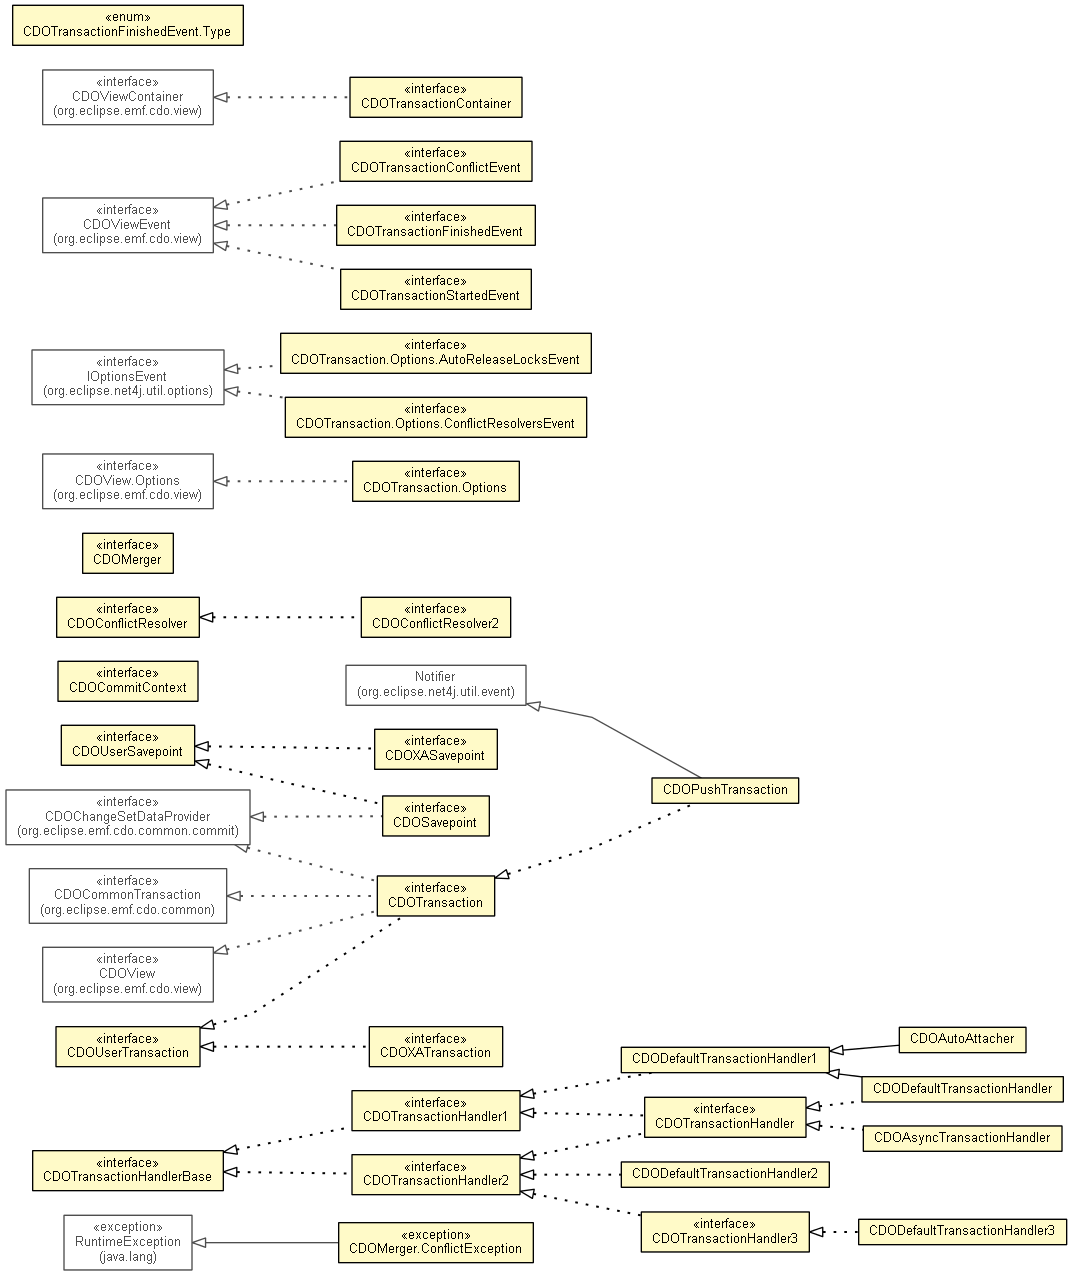 «enum»
CDOTransactionFinishedEvent.Type
«interface»
CDOViewContainer
(org.eclipse.emf.cdo.view)
«interface»
CDOTransactionContainer
«interface»
CDOTransactionConflictEvent
«interface»
CDOViewEvent
(org.eclipse.emf.cdo.view)
«interface»
CDOTransactionFinishedEvent
«interface»
CDOTransactionStartedEvent
«interface»
IOptionsEvent
(org.eclipse.net4j.util.options)
«interface»
CDOTransaction.Options.AutoReleaseLocksEvent
«interface»
CDOTransaction.Options.ConflictResolversEvent
«interface»
CDOView.Options
(org.eclipse.emf.cdo.view)
«interface»
CDOTransaction.Options
«interface»
CDOMerger
«interface»
CDOConflictResolver
«interface»
CDOConflictResolver2
«interface»
CDOCommitContext
Notifier
(org.eclipse.net4j.util.event)
«interface»
CDOUserSavepoint
«interface»
CDOXASavepoint
CDOPushTransaction
«interface»
CDOChangeSetDataProvider
(org.eclipse.emf.cdo.common.commit)
«interface»
CDOSavepoint
«interface»
CDOCommonTransaction
(org.eclipse.emf.cdo.common)
«interface»
CDOTransaction
«interface»
CDOView
(org.eclipse.emf.cdo.view)
«interface»
CDOUserTransaction
«interface»
CDOXATransaction
CDODefaultTransactionHandler1
CDOAutoAttacher
CDODefaultTransactionHandler
«interface»
CDOTransactionHandler1
«interface»
CDOTransactionHandler
CDOAsyncTransactionHandler
«interface»
CDOTransactionHandlerBase
«interface»
CDOTransactionHandler2
CDODefaultTransactionHandler2
«interface»
CDOTransactionHandler3
CDODefaultTransactionHandler3
«exception»
RuntimeException
(java.lang)
«exception»
CDOMerger.ConflictException